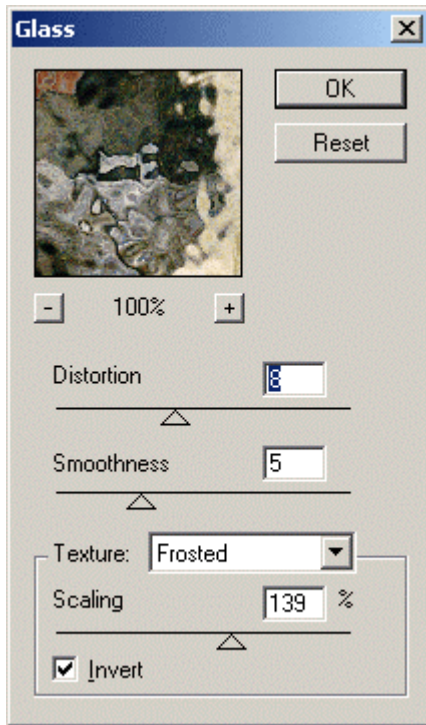 Glass
OK
Reset
- 100% +
Distortion 8
Smoothness 5
Texture: Frosted
Scaling 139 %
Invert